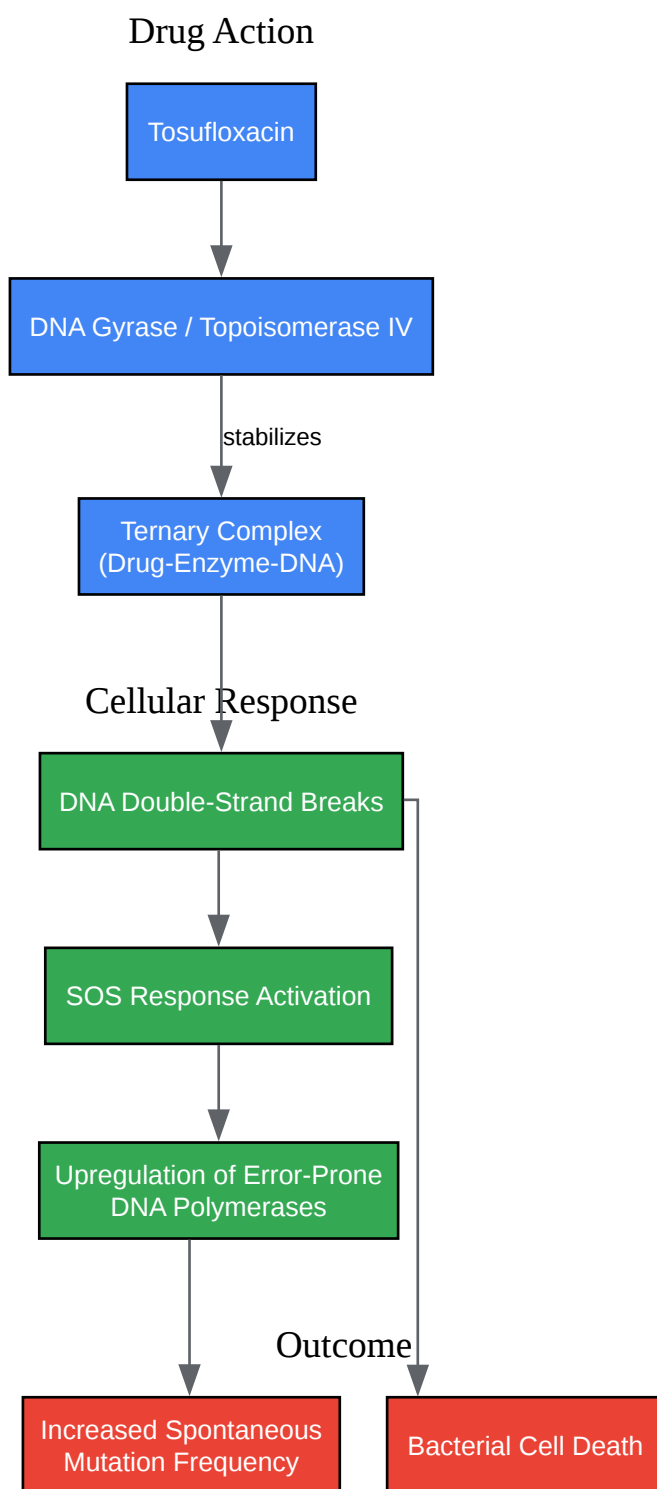 Drug Action
Tosufloxacin
DNA Gyrase / Topoisomerase IV
stabilizes
Ternary Complex
(Drug-Enzyme-DNA)
Cellular Response
DNA Double-Strand Breaks
SOS Response Activation
Upregulation of Error-Prone
DNA Polymerases
Outcome
Increased Spontaneous
Mutation Frequency
Bacterial Cell Death